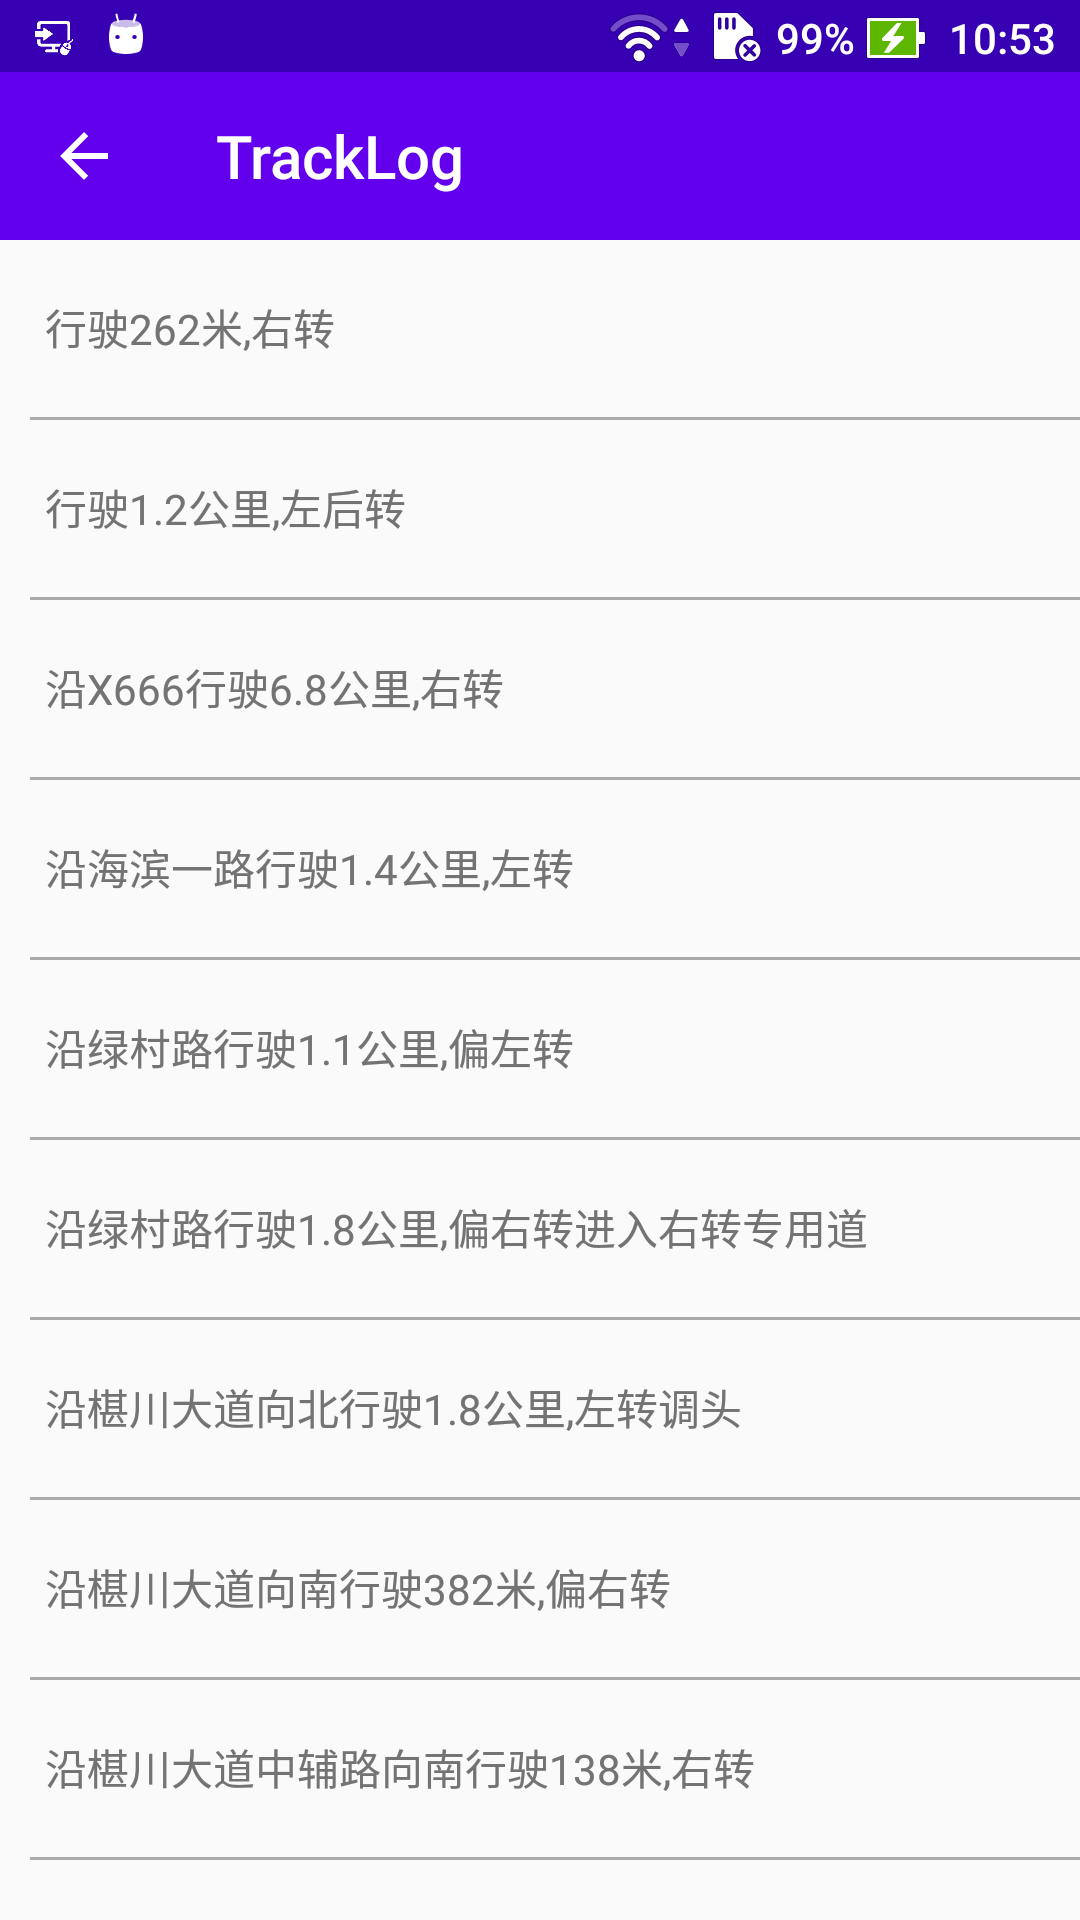 99% 10:53
TrackLog
行驶262米,右转
行驶1.2公里,左后转
沿X666行驶6.8公里,右转
沿海滨一路行驶1.4公里,左转
沿绿村路行驶1.1公里,偏左转
沿绿村路行驶1.8公里,偏右转进入右转专用道
沿椹川大道向北行驶1.8公里,左转调头
沿椹川大道向南行驶382米,偏右转
沿椹川大道中辅路向南行驶138米,右转